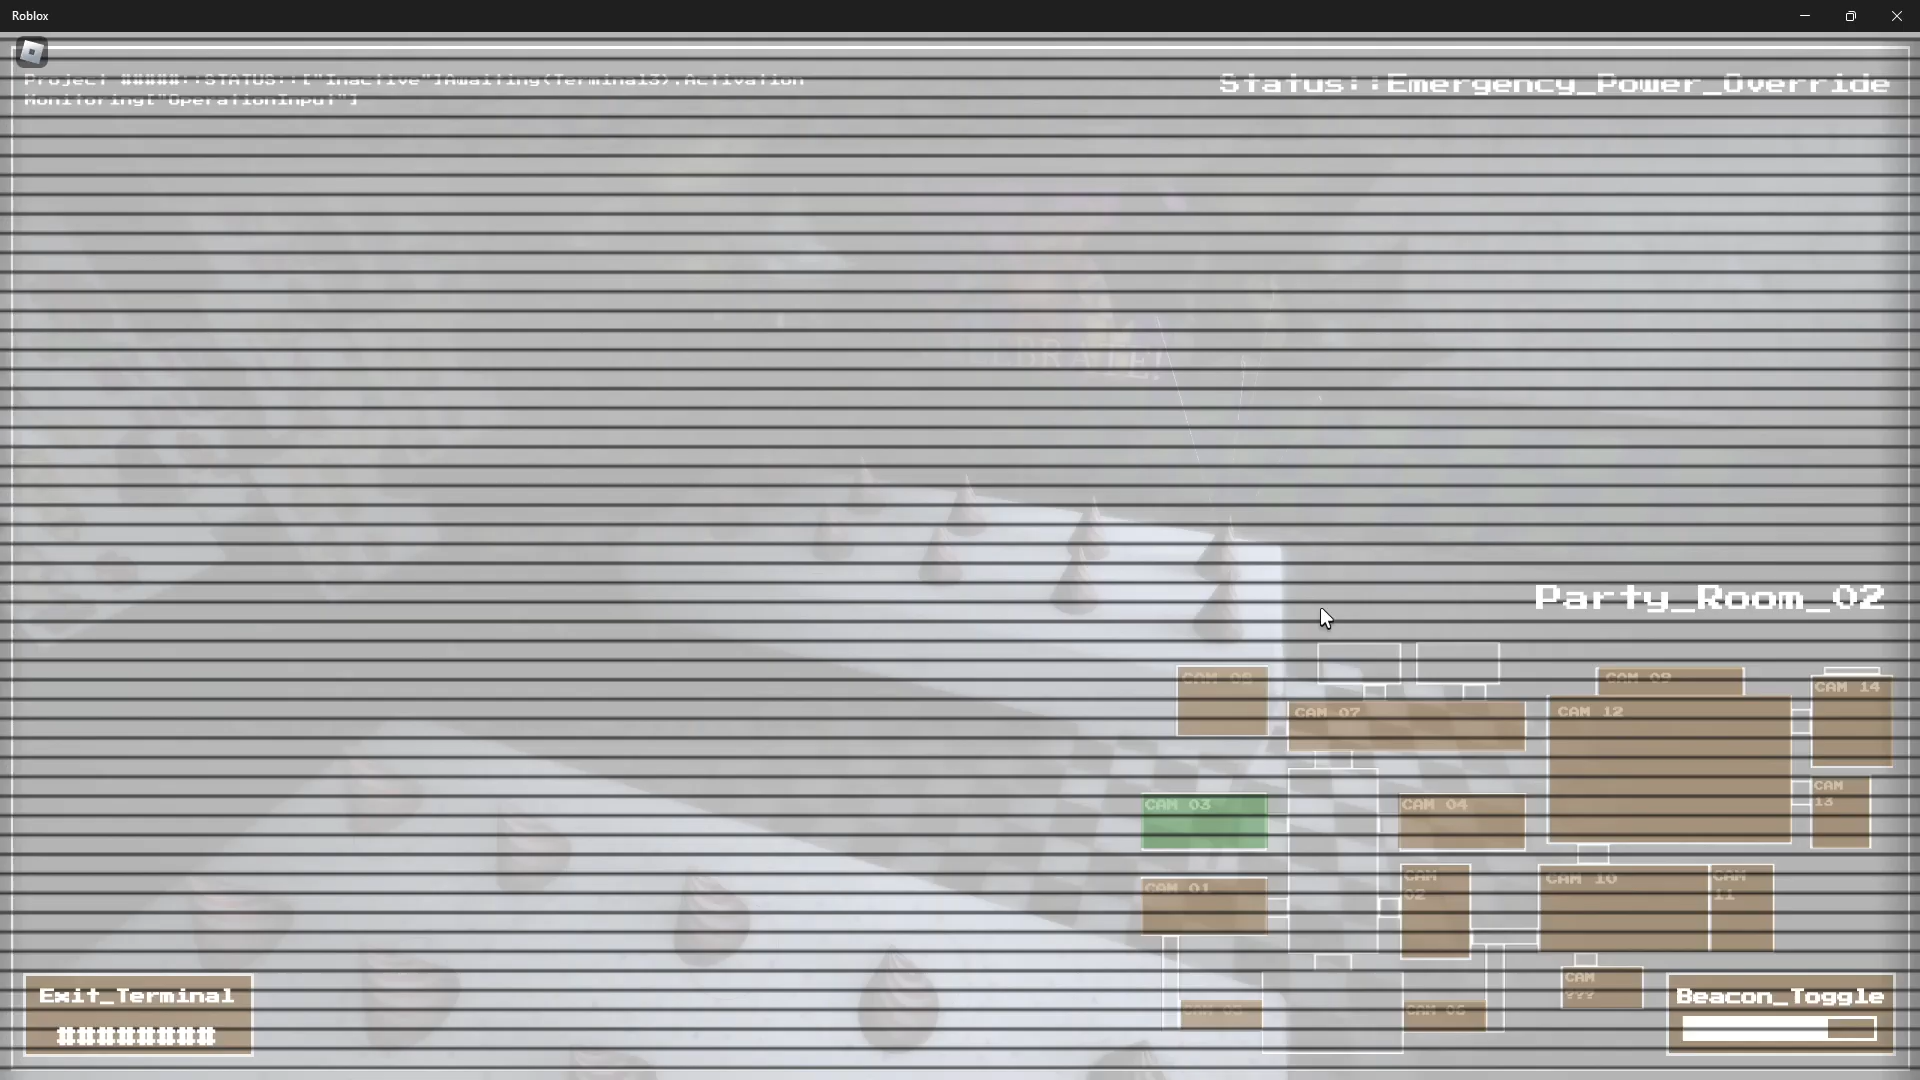 Roblox
Project #####::STATUS::["Inactive"]Awaiting(Terminal3).Activation
Monitoring["OperationInput"]
Status::Emergency_Power_Override
CELEBRATE!
Party_Room_02
CAM 08
CAM 09
CAM 14
CAM 07
CAM 12
CAM
13
CAM 03
CAM 04
CAM 01
CAM
02
CAM 10
CAM
11
CAM
???
CAM 05
CAM 06
Exit_Terminal
########
Beacon_Toggle